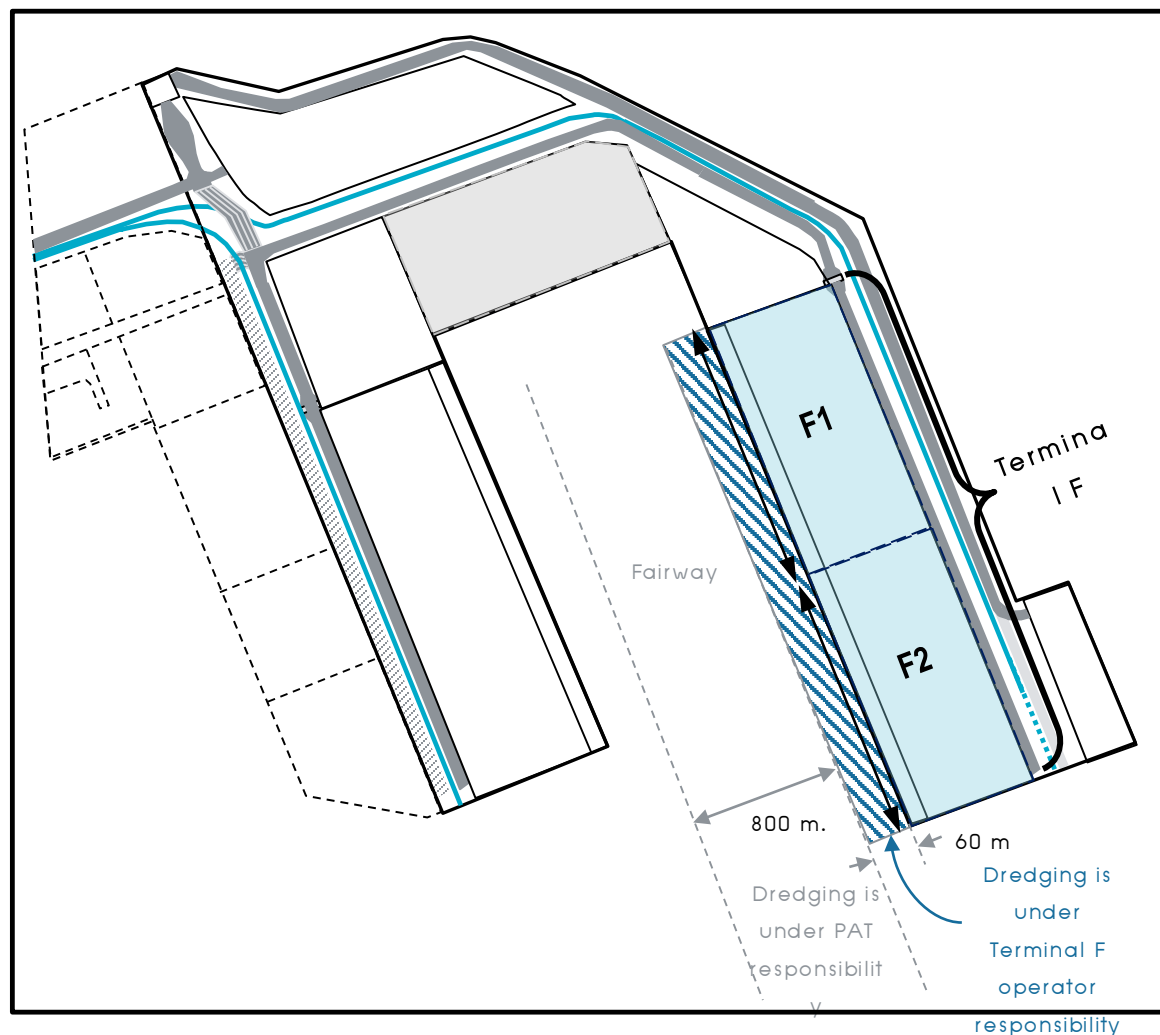 F1
Termina
l F
Fairway
F2
800 m.
60 m
Dredging is
under PAT
responsibilit
y
Dredging is
under
Terminal F
operator
responsibility